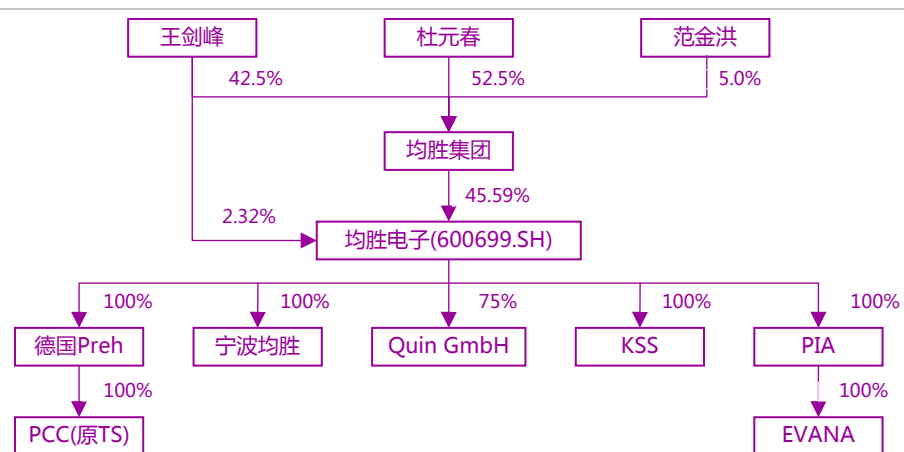 王剑峰 杜元春 范金洪
42.5% 52.5% 5.0%
均胜集团
45.59%
2.32%
均胜电子(600699.SH)
100% 100% 75% 100% 100%
德国Preh 宁波均胜 Quin GmbH KSS PIA
100% 100%
PCC(原TS) EVANA